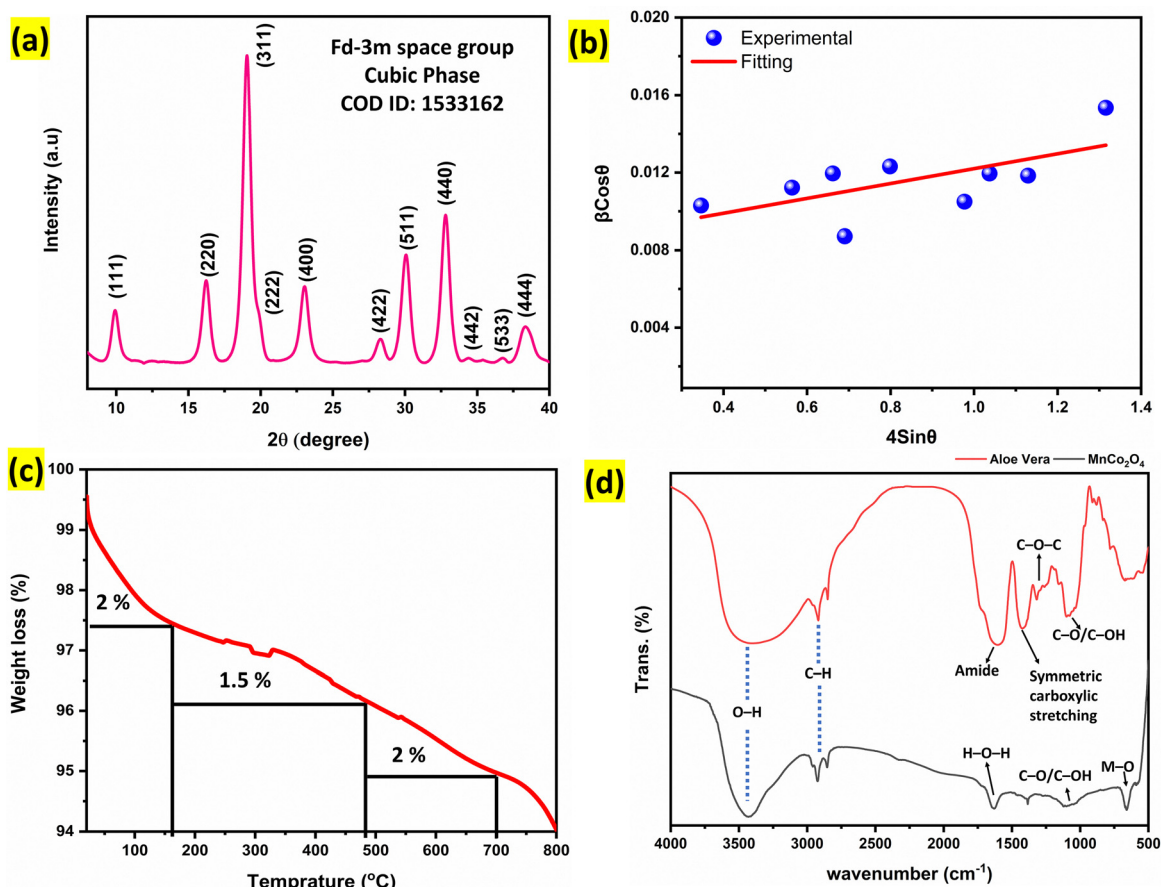 (a)
Fd-3m space group
Cubic Phase
COD ID: 1533162
(111)
(220)
(311)
(222)
(400)
(422)
(511)
(440)
(442)
(533)
(444)
Intensity (a.u)
10
15
20
25
30
35
40
2θ (degree)
(b)
Experimental
Fitting
0.020
0.016
0.012
0.008
0.004
βCosθ
0.4
0.6
0.8
1.0
1.2
1.4
4Sinθ
(c)
100
99
98
97
96
95
94
Weight loss (%)
2 %
1.5 %
2 %
100
200
300
400
500
600
700
800
Temprature (°C)
(d)
Aloe Vera
MnCo₂O₄
Trans. (%)
O–H
C–H
Amide
C–O–C
C–O/C–OH
Symmetric
carboxylic
stretching
H–O–H
C–O/C–OH
M–O
4000
3500
3000
2500
2000
1500
1000
500
wavenumber (cm⁻¹)